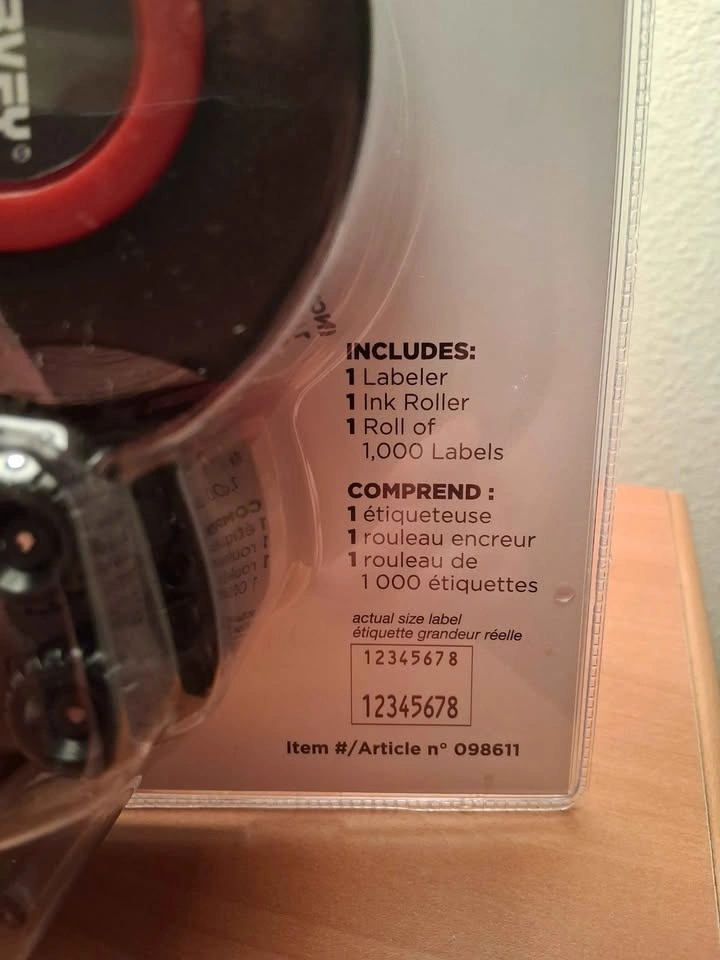 INCLUDES:
1 Labeler
1 Ink Roller
1 Roll of
1,000 Labels
COMPREND :
1 étiqueteuse
1 rouleau encreur
1 rouleau de
1 000 étiquettes
actual size label
étiquette grandeur réelle
12345678
12345678
Item #/Article n° 098611